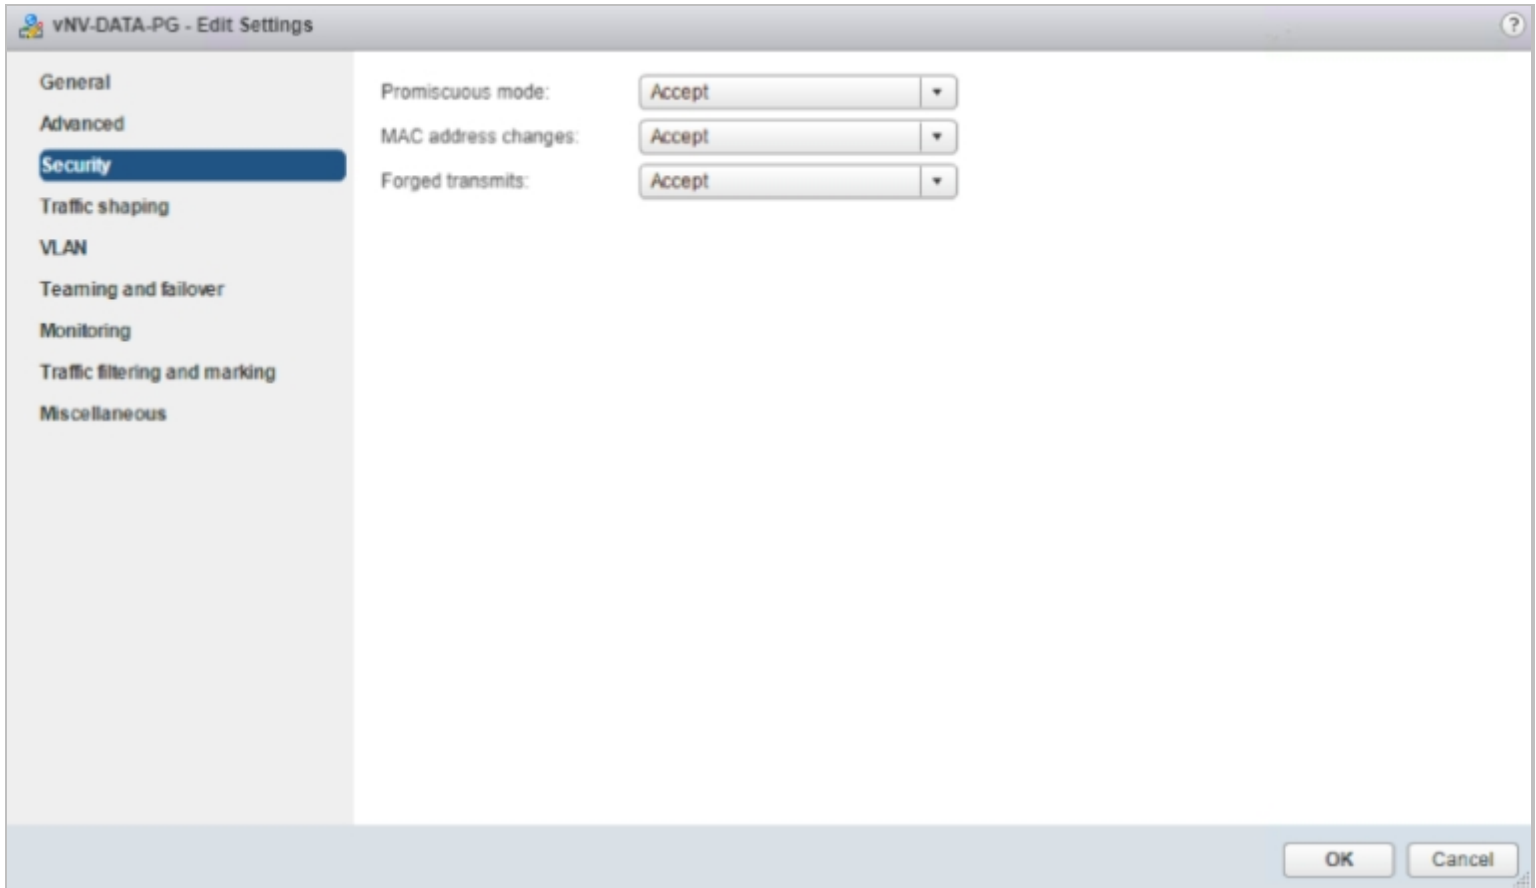 vNV-DATA-PG - Edit Settings
?
General
Advanced
Security
Traffic shaping
VLAN
Teaming and failover
Monitoring
Traffic filtering and marking
Miscellaneous
Promiscuous mode: Accept
MAC address changes: Accept
Forged transmits: Accept
OK Cancel